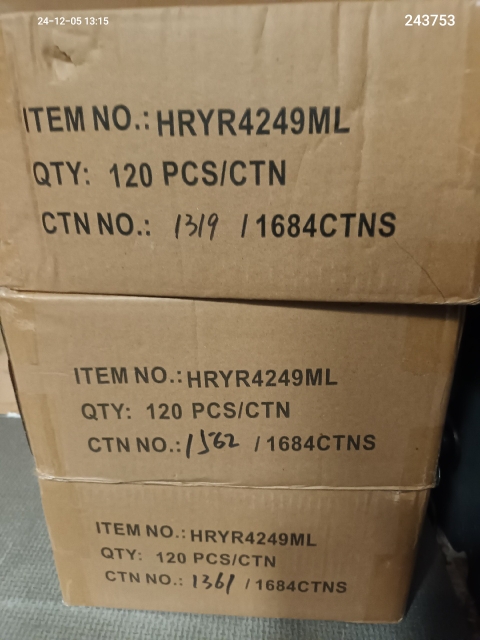 24-12-05 13:15
243753
ITEM NO.: HRYR4249ML
QTY: 120 PCS/CTN
CTN NO.: 1319 / 1684CTNS
ITEM NO.: HRYR4249ML
QTY: 120 PCS/CTN
CTN NO.: 1562 / 1684CTNS
ITEM NO.: HRYR4249ML
QTY: 120 PCS/CTN
CTN NO.: 1361 / 1684CTNS